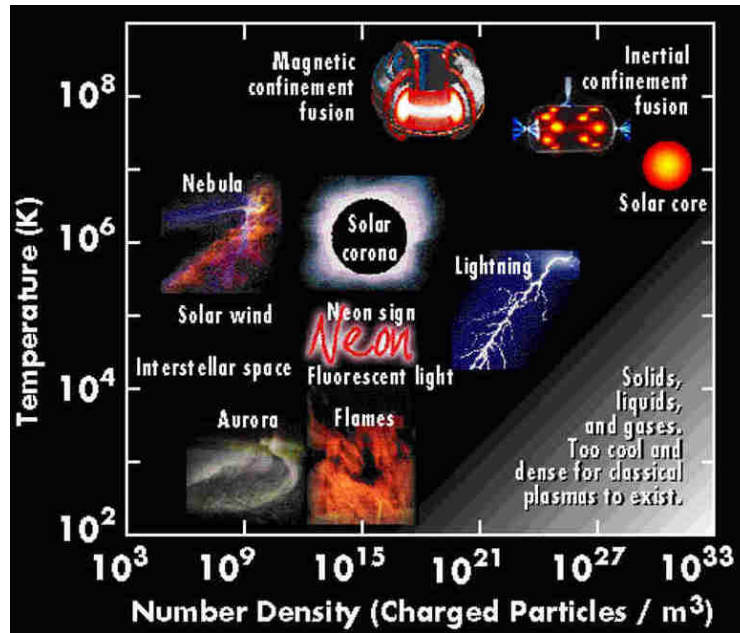 Magnetic
confinement
fusion
Inertial
confinement
fusion
Solar core
Nebula
Solar
corona
Lightning
Solar wind
Neon sign
Neon
Interstellar space
Fluorescent light
Aurora
Flames
Solids,
liquids,
and gases.
Too cool and
dense for classical
plasmas to exist.
Temperature (K)
10⁸
10⁶
10⁴
10²
10³
10⁹
10¹⁵
10²¹
10²⁷
10³³
Number Density (Charged Particles / m³)